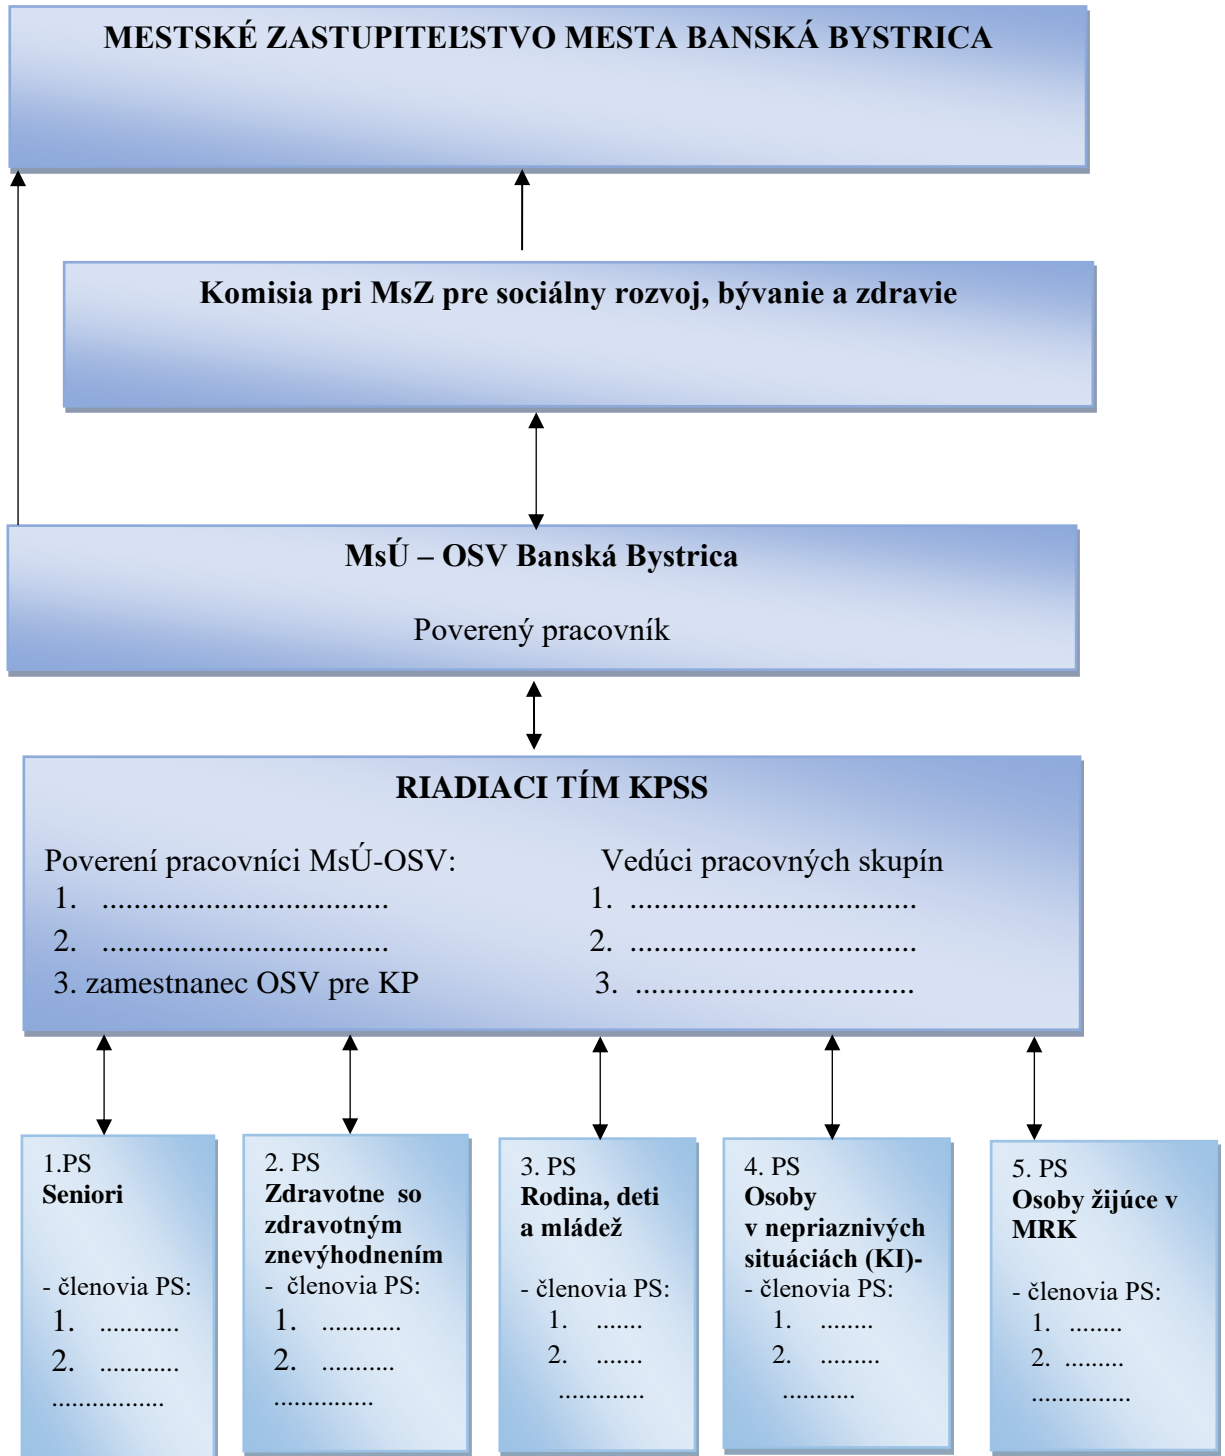 MESTSKÉ ZASTUPITEĽSTVO MESTA BANSKÁ BYSTRICA
Komisia pri MsZ pre sociálny rozvoj, bývanie a zdravie
MsÚ – OSV Banská Bystrica
Poverený pracovník
RIADIACI TÍM KPSS
Poverení pracovníci MsÚ-OSV:
1. ....................................
2. ....................................
3. zamestnanec OSV pre KP
Vedúci pracovných skupín
1. ....................................
2. ....................................
3. ...................................
1.PS
Seniori
- členovia PS:
1. ............
2. ............
.................
2. PS
Zdravotne so
zdravotným
znevýhodnením
- členovia PS:
1. ............
2. ............
...............
3. PS
Rodina, deti
a mládež
- členovia PS:
1. .......
2. .......
.............
4. PS
Osoby
v nepriaznivých
situáciách (KI)-
- členovia PS:
1. ........
2. .........
...........
5. PS
Osoby žijúce v
MRK
- členovia PS:
1. ........
2. .........
...............